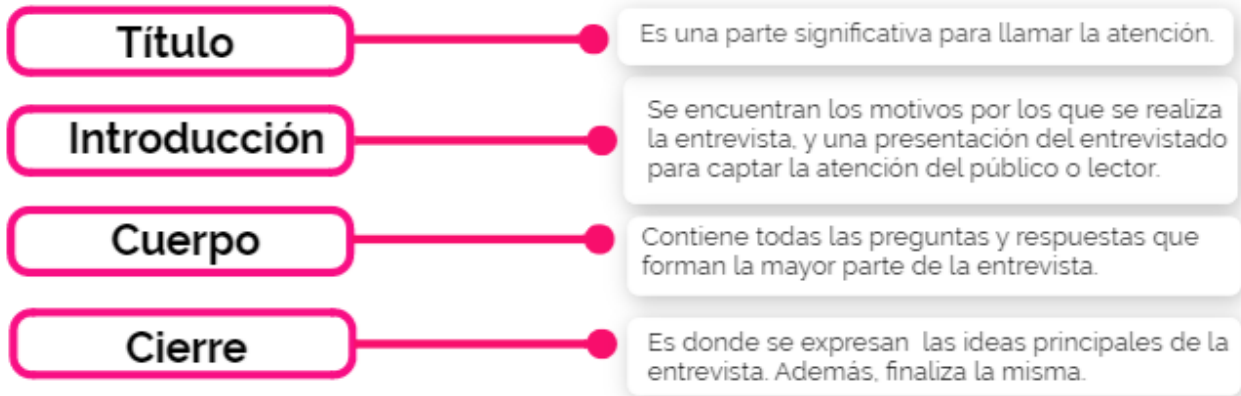 Título
Es una parte significativa para llamar la atención.
Introducción
Se encuentran los motivos por los que se realiza
la entrevista, y una presentación del entrevistado
para captar la atención del público o lector.
Cuerpo
Contiene todas las preguntas y respuestas que
forman la mayor parte de la entrevista.
Cierre
Es donde se expresan las ideas principales de la
entrevista. Además, finaliza la misma.